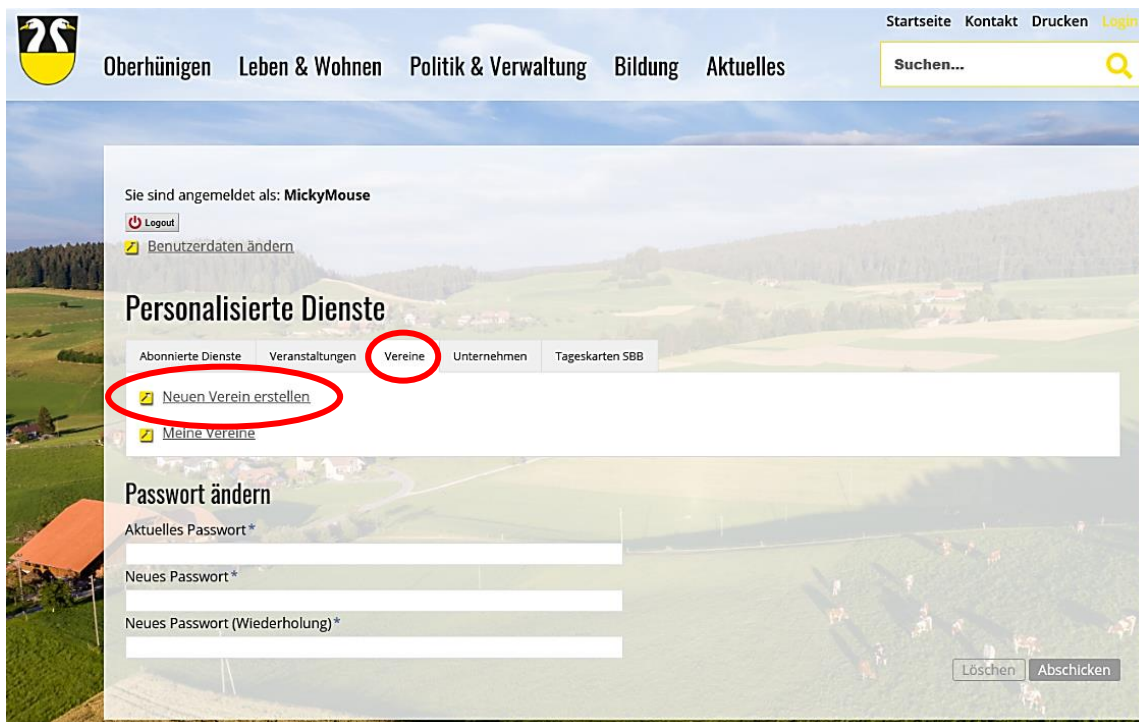 Startseite Kontakt Drucken Login
Oberhünigen Leben & Wohnen Politik & Verwaltung Bildung Aktuelles
Suchen...
Sie sind angemeldet als: MickyMouse
Logout
Benutzerdaten ändern
Personalisierte Dienste
Abonnierte Dienste Veranstaltungen Vereine Unternehmen Tageskarten SBB
Neuen Verein erstellen
Meine Vereine
Passwort ändern
Aktuelles Passwort*
Neues Passwort*
Neues Passwort (Wiederholung)*
Löschen Abschicken